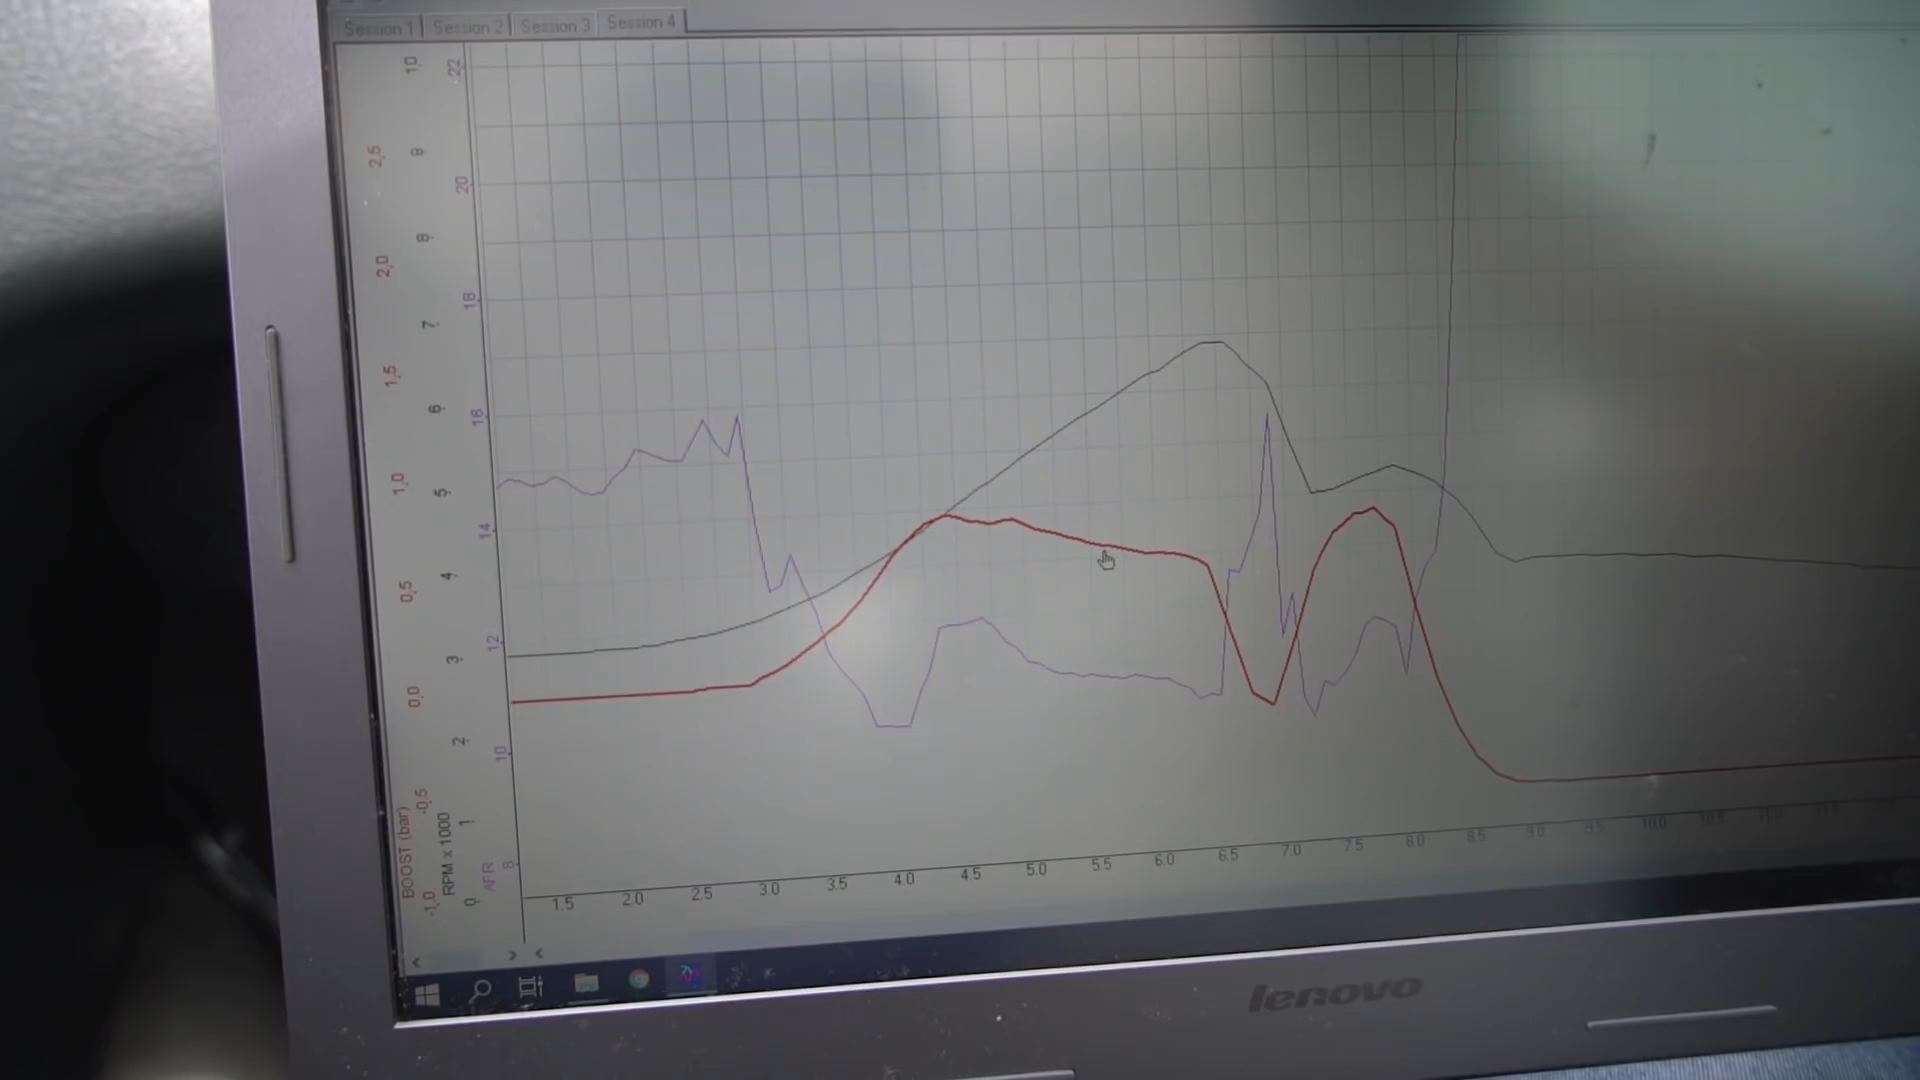 Session 1 Session 2 Session 3 Session 4
BOOST (bar)
-1,0 -0,5 0,0 0,5 1,0 1,5 2,0 2,5
RPM x 1000
0 1 2 3 4 5 6 7 8 9 10
AFR
8 10 12 14 16 18 20 22
1.5 2.0 2.5 3.0 3.5 4.0 4.5 5.0 5.5 6.0 6.5 7.0 7.5 8.0 8.5 9.0 9.5 10.0 10.5 11.0
lenovo